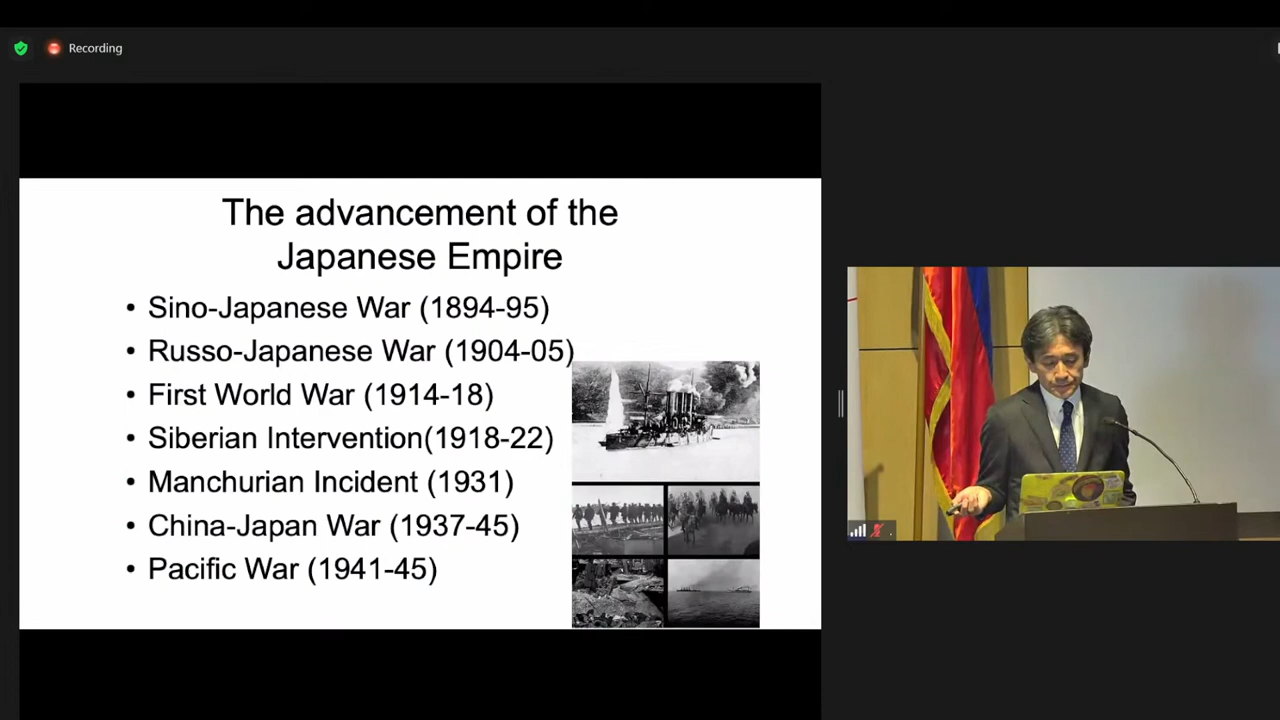 Recording
The advancement of the
Japanese Empire
• Sino-Japanese War (1894-95)
• Russo-Japanese War (1904-05)
• First World War (1914-18)
• Siberian Intervention(1918-22)
• Manchurian Incident (1931)
• China-Japan War (1937-45)
• Pacific War (1941-45)